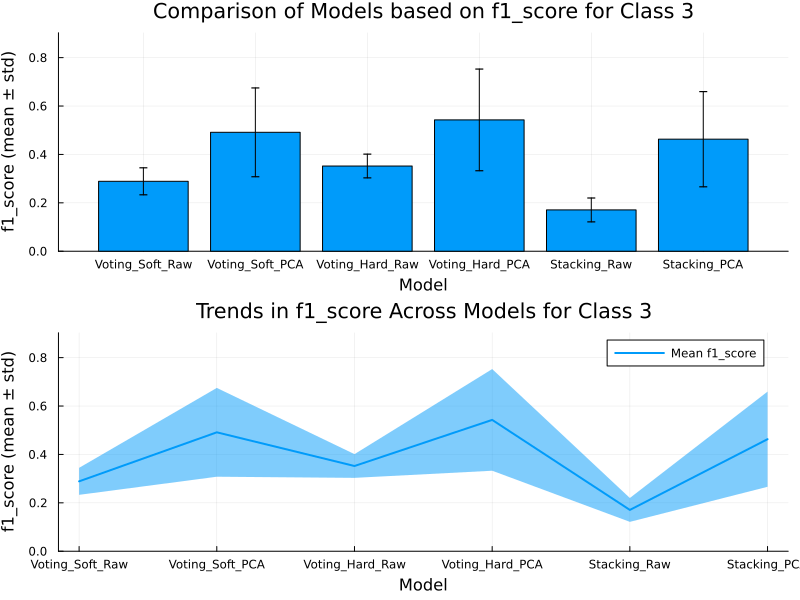 Comparison of Models based on f1_score for Class 3
f1_score (mean ± std)
0.8
0.6
0.4
0.2
0.0
Voting_Soft_Raw Voting_Soft_PCA Voting_Hard_Raw Voting_Hard_PCA Stacking_Raw Stacking_PCA
Model
Trends in f1_score Across Models for Class 3
f1_score (mean ± std)
Mean f1_score
0.8
0.6
0.4
0.2
0.0
Voting_Soft_Raw Voting_Soft_PCA Voting_Hard_Raw Voting_Hard_PCA Stacking_Raw Stacking_PC
Model